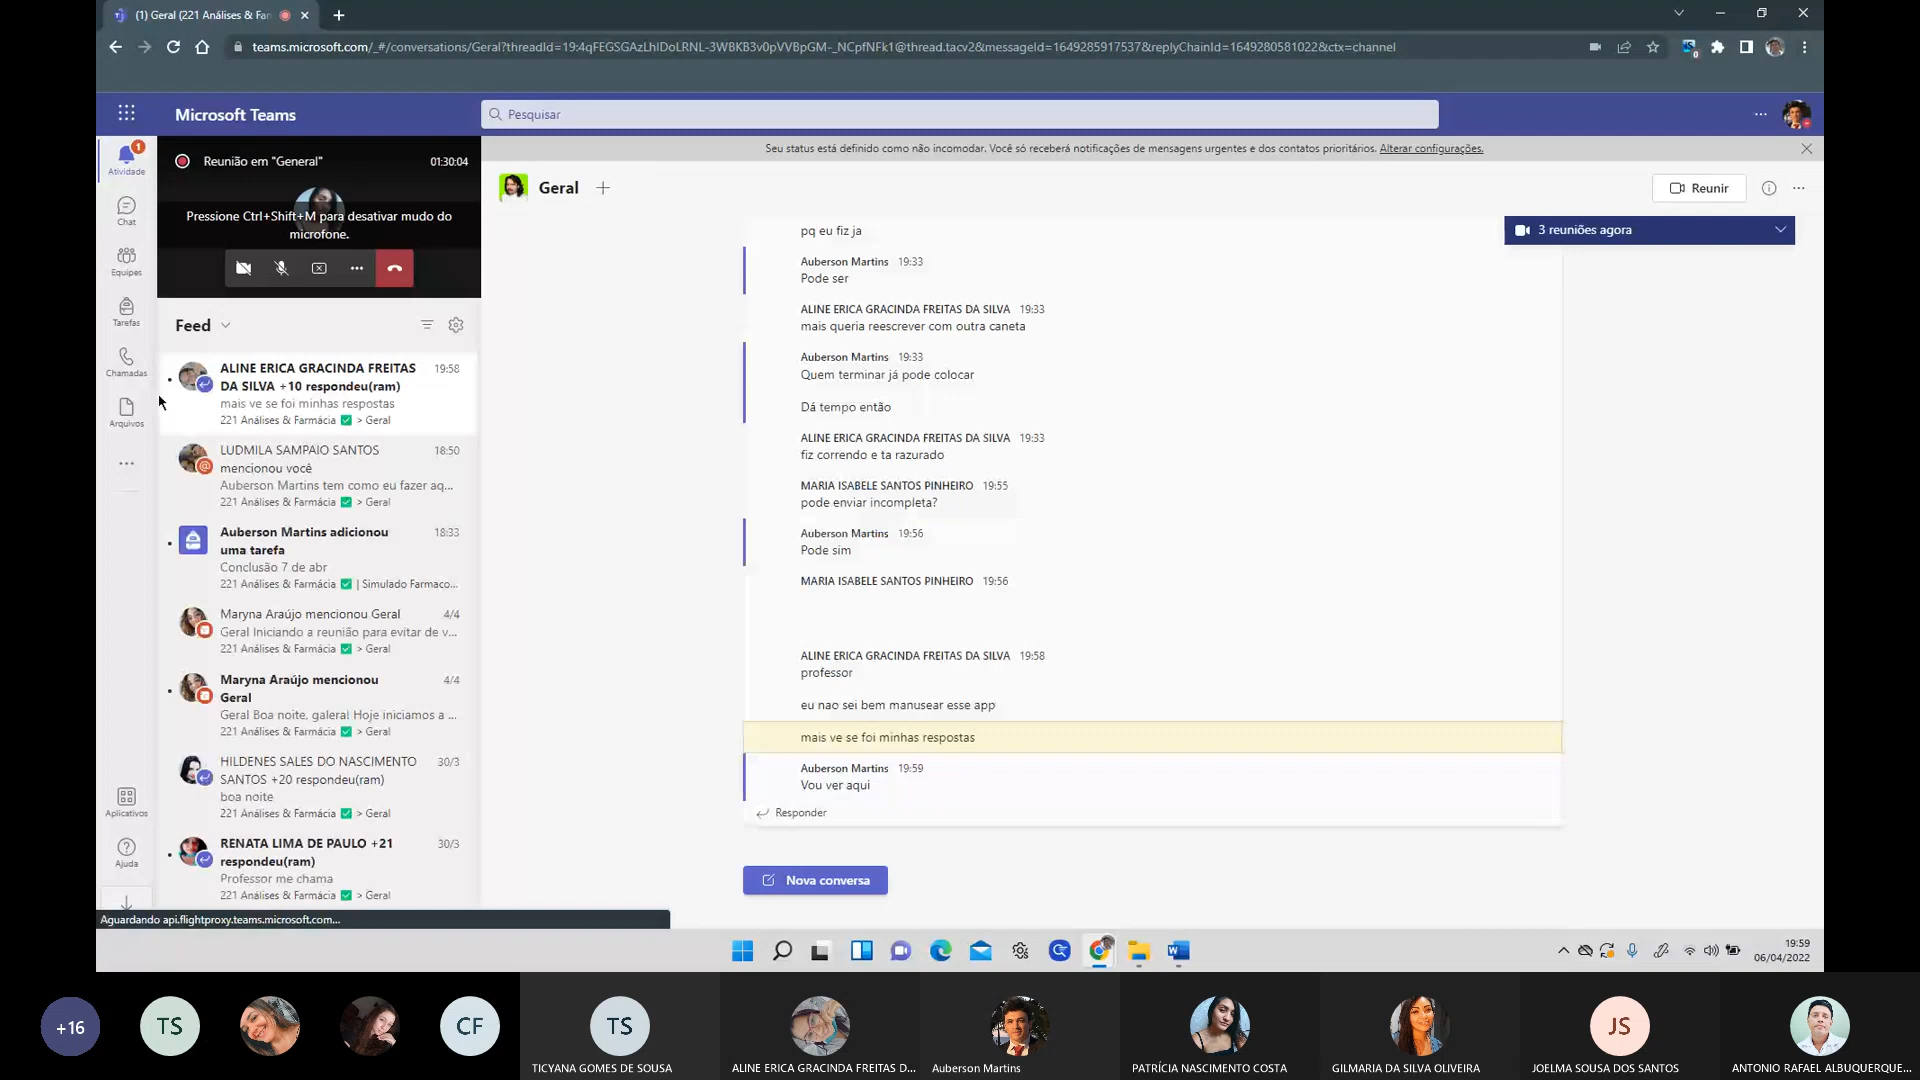 (1) Geral (221 Análises & Far
teams.microsoft.com/_#/conversations/Geral?threadId=19:4qFEGSGAzLhIDoLRNL-3WBKB3v0pVVBpGM-_NCpfNFk1@thread.tacv2&messageId=1649285917537&replyChainId=1649280581022&ctx=channel
Microsoft Teams
Pesquisar
Seu status está definido como não incomodar. Você só receberá notificações de mensagens urgentes e dos contatos prioritários. Alterar configurações.
1
Atividade
Chat
Equipes
Tarefas
Chamadas
Arquivos
Aplicativos
Ajuda
Reunião em "General"
01:30:04
Pressione Ctrl+Shift+M para desativar mudo do
microfone.
Feed
ALINE ERICA GRACINDA FREITAS 19:58
DA SILVA +10 respondeu(ram)
mais ve se foi minhas respostas
221 Análises & Farmácia ✅ > Geral
LUDMILA SAMPAIO SANTOS 18:50
mencionou você
Auberson Martins tem como eu fazer aq...
221 Análises & Farmácia ✅ > Geral
Auberson Martins adicionou 18:33
uma tarefa
Conclusão 7 de abr
221 Análises & Farmácia ✅ | Simulado Farmaco...
Maryna Araújo mencionou Geral 4/4
Geral Iniciando a reunião para evitar de v...
221 Análises & Farmácia ✅ > Geral
Maryna Araújo mencionou 4/4
Geral
Geral Boa noite, galera! Hoje iniciamos a ...
221 Análises & Farmácia ✅ > Geral
HILDENES SALES DO NASCIMENTO 30/3
SANTOS +20 respondeu(ram)
boa noite
221 Análises & Farmácia ✅ > Geral
RENATA LIMA DE PAULO +21 30/3
respondeu(ram)
Professor me chama
221 Análises & Farmácia ✅ > Geral
Aguardando api.flightproxy.teams.microsoft.com...
Geral
Reunir
3 reuniões agora
pq eu fiz ja
Auberson Martins 19:33
Pode ser
ALINE ERICA GRACINDA FREITAS DA SILVA 19:33
mais queria reescrever com outra caneta
Auberson Martins 19:33
Quem terminar já pode colocar
Dá tempo então
ALINE ERICA GRACINDA FREITAS DA SILVA 19:33
fiz correndo e ta razurado
MARIA ISABELE SANTOS PINHEIRO 19:55
pode enviar incompleta?
Auberson Martins 19:56
Pode sim
MARIA ISABELE SANTOS PINHEIRO 19:56
ALINE ERICA GRACINDA FREITAS DA SILVA 19:58
professor
eu nao sei bem manusear esse app
mais ve se foi minhas respostas
Auberson Martins 19:59
Vou ver aqui
Responder
Nova conversa
19:59
06/04/2022
+16
TS
CF
TS
JS
TICYANA GOMES DE SOUSA
ALINE ERICA GRACINDA FREITAS D...
Auberson Martins
PATRÍCIA NASCIMENTO COSTA
GILMARIA DA SILVA OLIVEIRA
JOELMA SOUSA DOS SANTOS
ANTONIO RAFAEL ALBUQUERQUE...